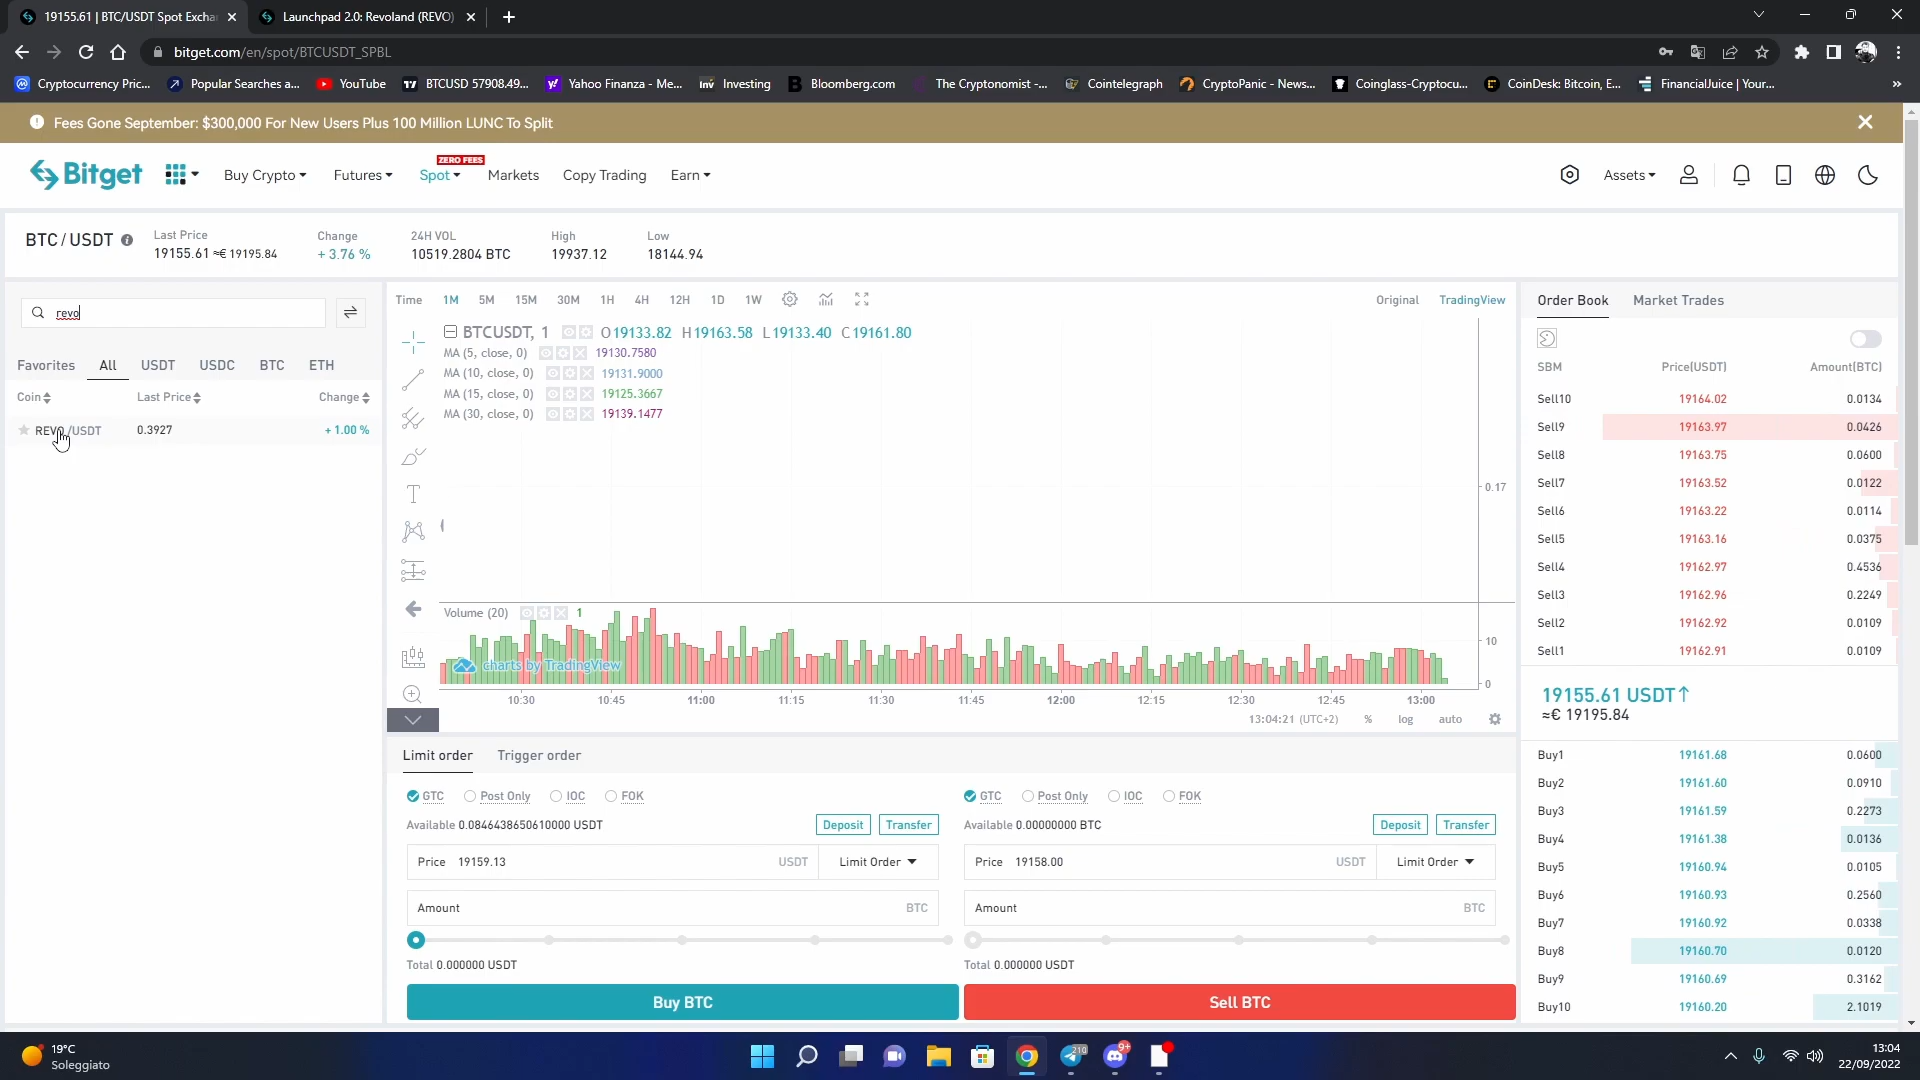 19155.61 | BTC/USDT Spot Excha
Launchpad 2.0: Revoland (REVO)
bitget.com/en/spot/BTCUSDT_SPBL
Cryptocurrency Pric...
Popular Searches a...
YouTube
BTCUSD 57908.49...
Yahoo Finanza - Me...
Investing
Bloomberg.com
The Cryptonomist -...
Cointelegraph
CryptoPanic - News...
Coinglass-Cryptocu...
CoinDesk: Bitcoin, E...
FinancialJuice | Your...
Fees Gone September: $300,000 For New Users Plus 100 Million LUNC To Split
Bitget
Buy Crypto
Futures
ZERO FEES
Spot
Markets
Copy Trading
Earn
Assets
BTC / USDT
Last Price
19155.61 ≈€ 19195.84
Change
+ 3.76 %
24H VOL
10519.2804 BTC
High
19937.12
Low
18144.94
revo
Favorites All USDT USDC BTC ETH
Coin Last Price Change
REVO /USDT 0.3927 + 1.00 %
Time 1M 5M 15M 30M 1H 4H 12H 1D 1W
Original TradingView
BTCUSDT, 1 O 19133.82 H 19163.58 L 19133.40 C 19161.80
MA (5, close, 0) 19130.7580
MA (10, close, 0) 19131.9000
MA (15, close, 0) 19125.3667
MA (30, close, 0) 19139.1477
0.17
Volume (20) 1
10
0
charts by TradingView
10:30 10:45 11:00 11:15 11:30 11:45 12:00 12:15 12:30 12:45 13:00
13:04:21 (UTC+2) % log auto
Limit order Trigger order
GTC Post Only IOC FOK
Available 0.0846438650610000 USDT
Deposit Transfer
Price 19159.13 USDT Limit Order
Amount BTC
Total 0.000000 USDT
Buy BTC
GTC Post Only IOC FOK
Available 0.00000000 BTC
Deposit Transfer
Price 19158.00 USDT Limit Order
Amount BTC
Total 0.000000 USDT
Sell BTC
Order Book Market Trades
SBM Price(USDT) Amount(BTC)
Sell10 19164.02 0.0134
Sell9 19163.97 0.0426
Sell8 19163.75 0.0600
Sell7 19163.52 0.0122
Sell6 19163.22 0.0114
Sell5 19163.16 0.0375
Sell4 19162.97 0.4536
Sell3 19162.96 0.2249
Sell2 19162.92 0.0109
Sell1 19162.91 0.0109
19155.61 USDT↑
≈€ 19195.84
Buy1 19161.68 0.0600
Buy2 19161.60 0.0910
Buy3 19161.59 0.2273
Buy4 19161.38 0.0136
Buy5 19160.94 0.0105
Buy6 19160.93 0.2560
Buy7 19160.92 0.0338
Buy8 19160.70 0.0120
Buy9 19160.69 0.3162
Buy10 19160.20 2.1019
19°C
Soleggiato
210
9+
13:04
22/09/2022